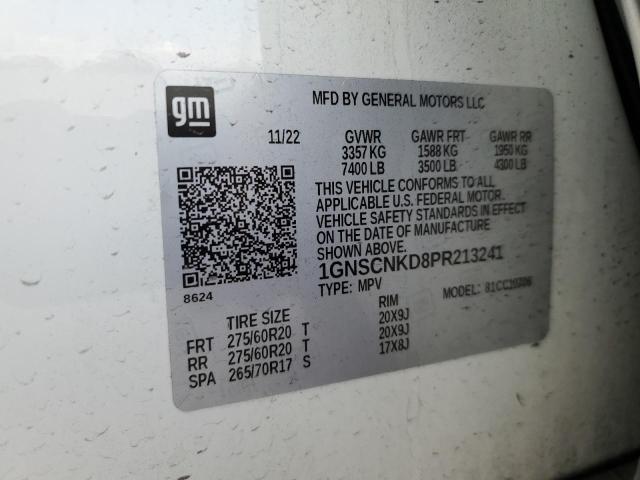 gm
MFD BY GENERAL MOTORS LLC
11/22 GVWR GAWR FRT GAWR RR
3357 KG 1588 KG 1950 KG
7400 LB 3500 LB 4300 LB
THIS VEHICLE CONFORMS TO ALL
APPLICABLE U.S. FEDERAL MOTOR
VEHICLE SAFETY STANDARDS IN EFFECT
ON THE DATE OF MANUFACTURE
SHOWN ABOVE.
1GNSCNKD8PR213241
8624
TYPE: MPV MODEL:
TIRE SIZE RIM
FRT 275/60R20 T 20X9J
RR 275/60R20 T 20X9J
SPA 265/70R17 S 17X8J